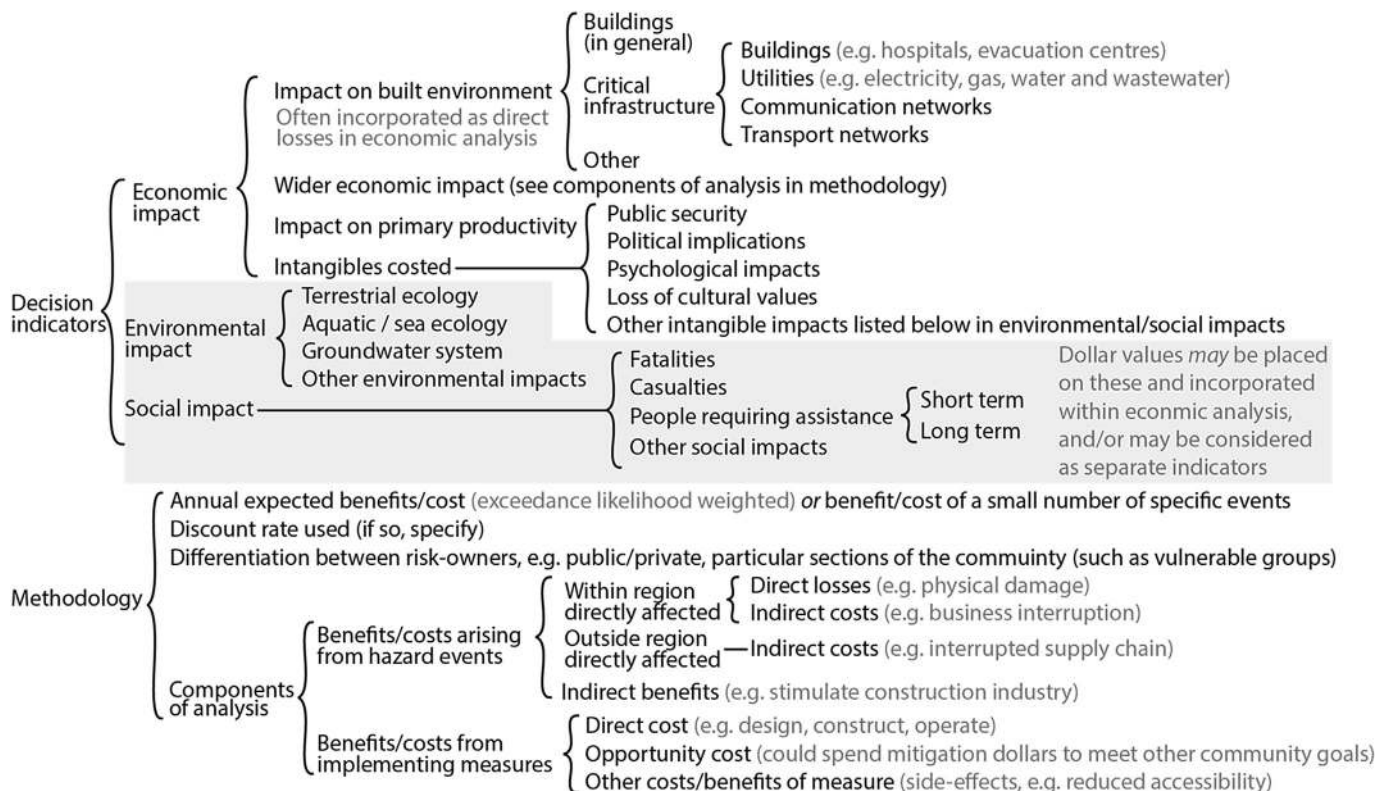 Decision
indicators
Economic
impact
Impact on built environment
Often incorporated as direct
losses in economic analysis
Buildings
(in general)
Critical
infrastructure
Buildings (e.g. hospitals, evacuation centres)
Utilities (e.g. electricity, gas, water and wastewater)
Communication networks
Transport networks
Other
Wider economic impact (see components of analysis in methodology)
Impact on primary productivity
Intangibles costed
Public security
Political implications
Psychological impacts
Loss of cultural values
Other intangible impacts listed below in environmental/social impacts
Environmental
impact
Terrestrial ecology
Aquatic / sea ecology
Groundwater system
Other environmental impacts
Social impact
Fatalities
Casualties
People requiring assistance
Short term
Long term
Other social impacts
Dollar values may be placed
on these and incorporated
within econmic analysis,
and/or may be considered
as separate indicators
Methodology
Annual expected benefits/cost (exceedance likelihood weighted) or benefit/cost of a small number of specific events
Discount rate used (if so, specify)
Differentiation between risk-owners, e.g. public/private, particular sections of the commuinty (such as vulnerable groups)
Components
of analysis
Benefits/costs arising
from hazard events
Within region
directly affected
Direct losses (e.g. physical damage)
Indirect costs (e.g. business interruption)
Outside region
directly affected
Indirect costs (e.g. interrupted supply chain)
Indirect benefits (e.g. stimulate construction industry)
Benefits/costs from
implementing measures
Direct cost (e.g. design, construct, operate)
Opportunity cost (could spend mitigation dollars to meet other community goals)
Other costs/benefits of measure (side-effects, e.g. reduced accessibility)